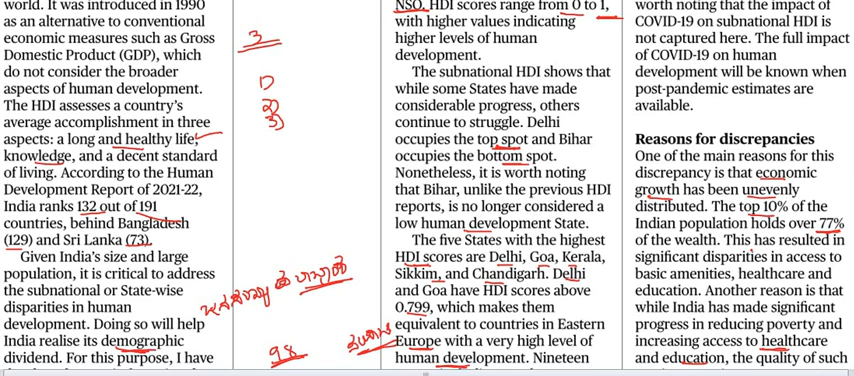 world. It was introduced in 1990
as an alternative to conventional
economic measures such as Gross
Domestic Product (GDP), which
do not consider the broader
aspects of human development.
The HDI assesses a country's
average accomplishment in three
aspects: a long and healthy life,
knowledge, and a decent standard
of living. According to the Human
Development Report of 2021-22,
India ranks 132 out of 191
countries, behind Bangladesh
(129) and Sri Lanka (73).
Given India's size and large
population, it is critical to address
the subnational or State-wise
disparities in human
development. Doing so will help
India realise its demographic
dividend. For this purpose, I have
3
1)
2)
3)
98
NSO. HDI scores range from 0 to 1,
with higher values indicating
higher levels of human
development.
The subnational HDI shows that
while some States have made
considerable progress, others
continue to struggle. Delhi
occupies the top spot and Bihar
occupies the bottom spot.
Nonetheless, it is worth noting
that Bihar, unlike the previous HDI
reports, is no longer considered a
low human development State.
The five States with the highest
HDI scores are Delhi, Goa, Kerala,
Sikkim, and Chandigarh. Delhi
and Goa have HDI scores above
0.799, which makes them
equivalent to countries in Eastern
Europe with a very high level of
human development. Nineteen
worth noting that the impact of
COVID-19 on subnational HDI is
not captured here. The full impact
of COVID-19 on human
development will be known when
post-pandemic estimates are
available.
Reasons for discrepancies
One of the main reasons for this
discrepancy is that economic
growth has been unevenly
distributed. The top 10% of the
Indian population holds over 77%
of the wealth. This has resulted in
significant disparities in access to
basic amenities, healthcare and
education. Another reason is that
while India has made significant
progress in reducing poverty and
increasing access to healthcare
and education, the quality of such